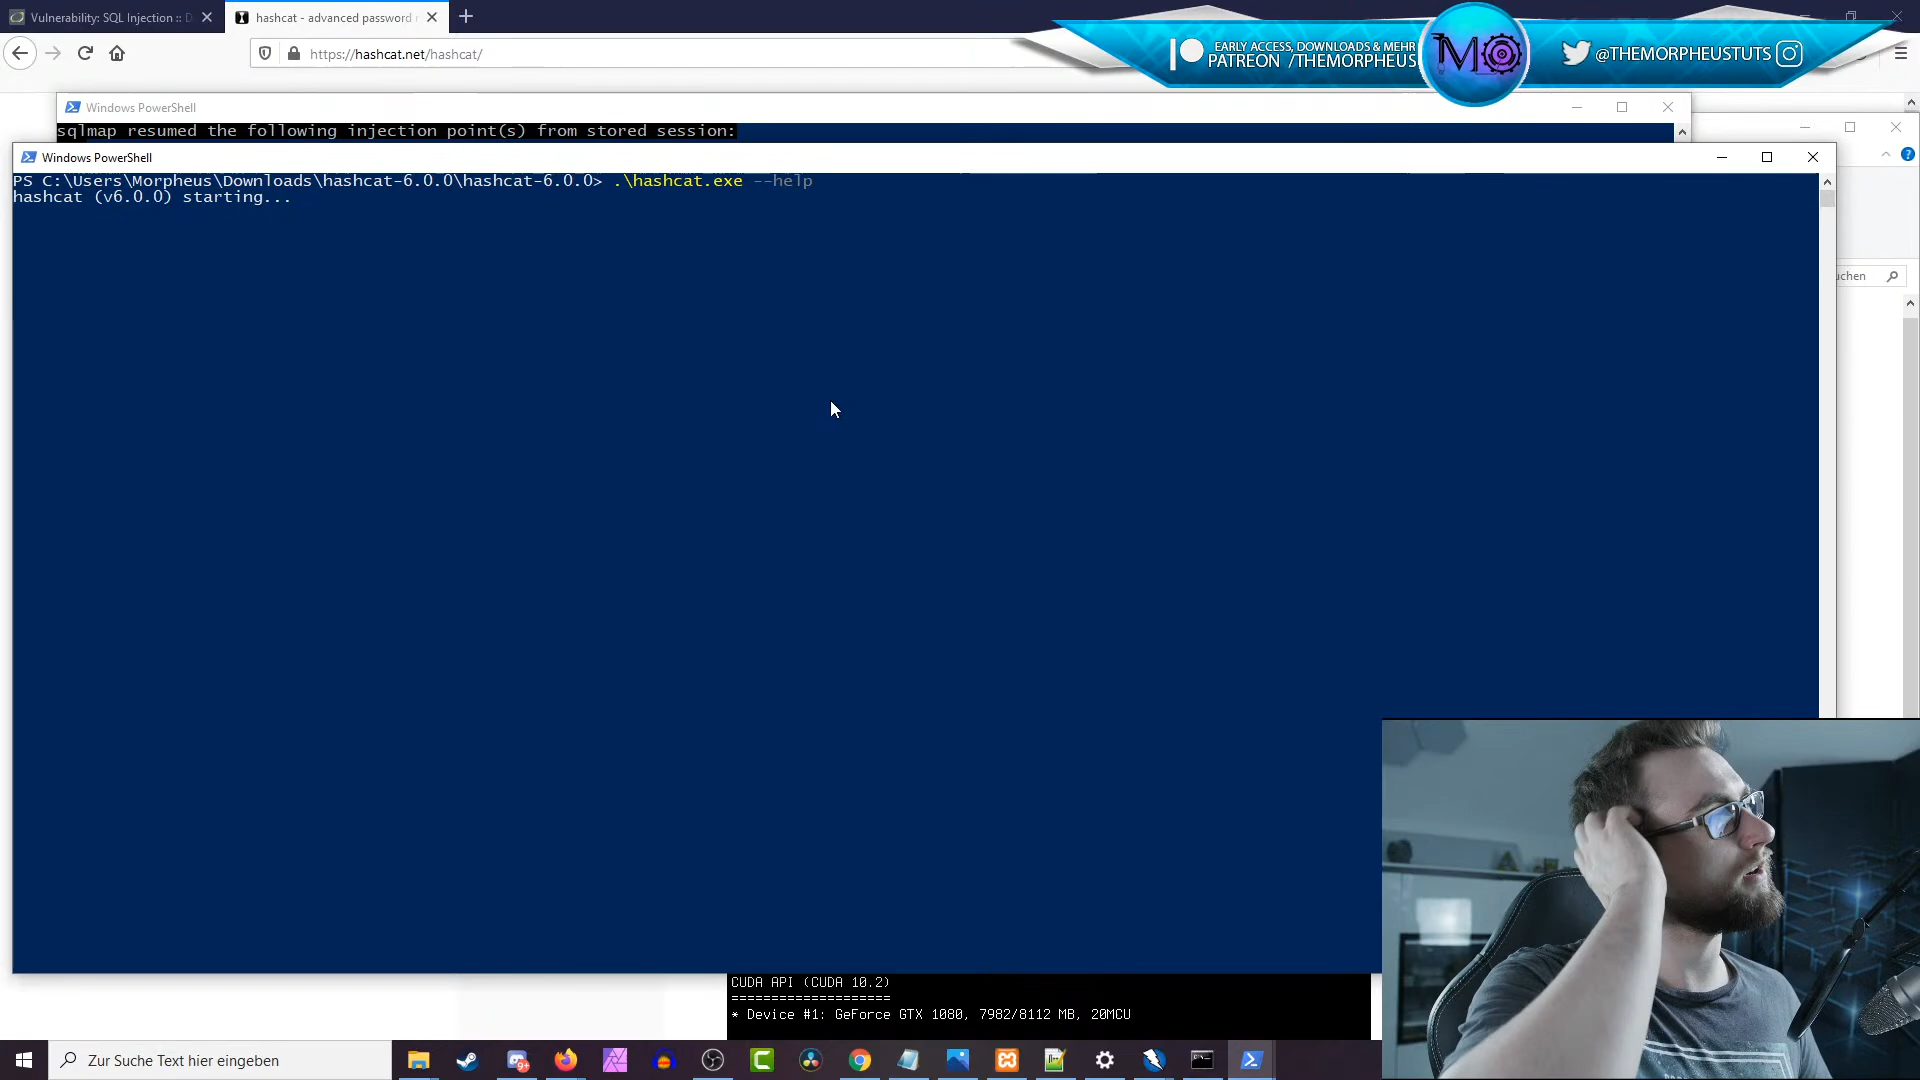 Vulnerability: SQL Injection :: D
hashcat - advanced password r
https://hashcat.net/hashcat/
EARLY ACCESS, DOWNLOADS & MEHR
PATREON /THEMORPHEUS
MO
@THEMORPHEUSTUTS
Windows PowerShell
sqlmap resumed the following injection point(s) from stored session:
Windows PowerShell
PS C:\Users\Morpheus\Downloads\hashcat-6.0.0\hashcat-6.0.0> .\hashcat.exe --help
hashcat (v6.0.0) starting...
uchen
CUDA API (CUDA 10.2)
====================
* Device #1: GeForce GTX 1080, 7982/8112 MB, 20MCU
Zur Suche Text hier eingeben
9+